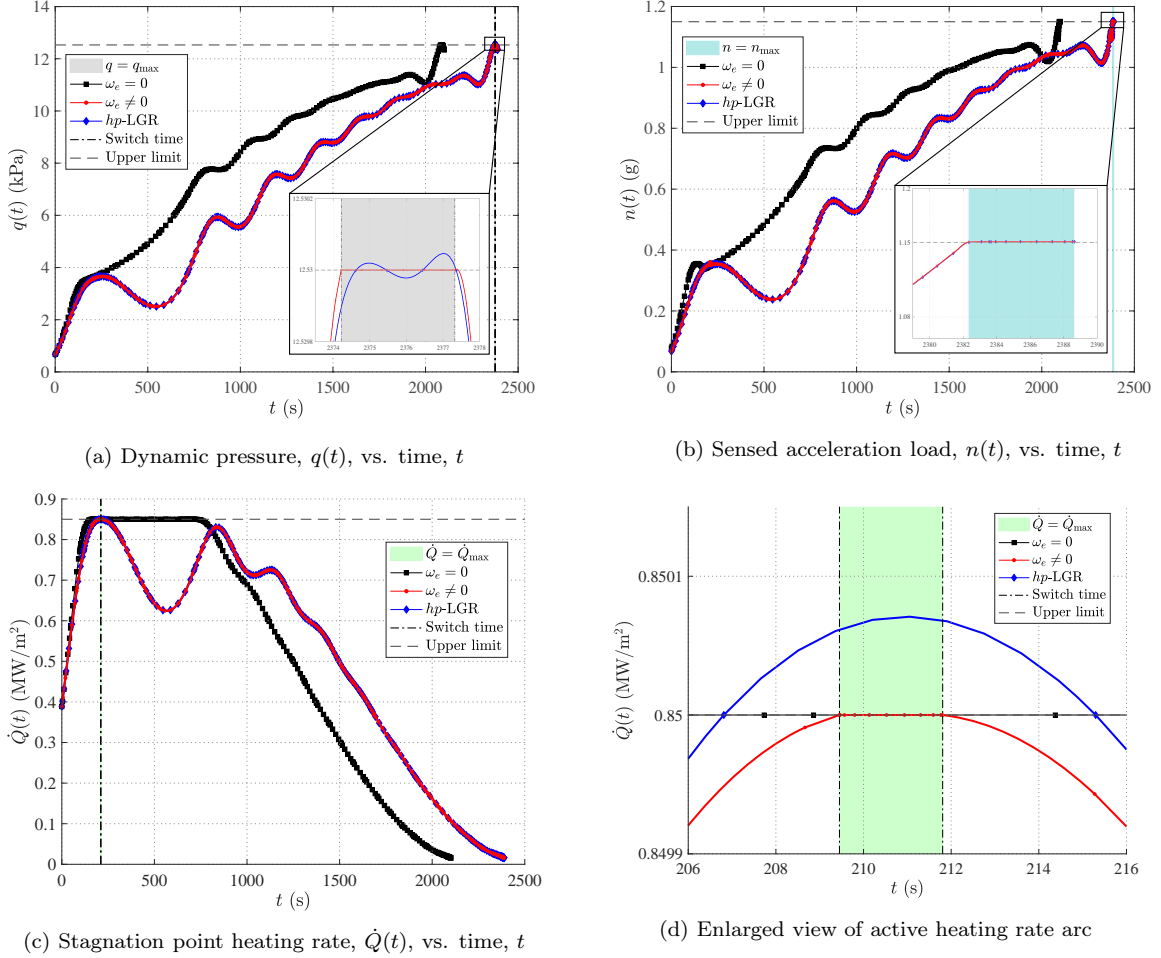 14
12
10
8
6
4
2
0
q(t) (kPa)
q = q_max
ω_e = 0
ω_e ≠ 0
hp-LGR
Switch time
Upper limit
12.5302
12.53
12.5298
2374 2375 2376 2377 2378
0 500 1000 1500 2000 2500
t (s)
(a) Dynamic pressure, q(t), vs. time, t
1.2
1
0.8
0.6
0.4
0.2
0
n(t) (g)
n = n_max
ω_e = 0
ω_e ≠ 0
hp-LGR
Upper limit
1.2
1.15
1.08
2380 2382 2384 2386 2388 2390
0 500 1000 1500 2000 2500
t (s)
(b) Sensed acceleration load, n(t), vs. time, t
0.9
0.8
0.7
0.6
0.5
0.4
0.3
0.2
0.1
0
Q̇(t) (MW/m²)
Q̇ = Q̇_max
ω_e = 0
ω_e ≠ 0
hp-LGR
Switch time
Upper limit
0 500 1000 1500 2000 2500
t (s)
(c) Stagnation point heating rate, Q̇(t), vs. time, t
0.8501
0.85
0.8499
Q̇(t) (MW/m²)
Q̇ = Q̇_max
ω_e = 0
ω_e ≠ 0
hp-LGR
Switch time
Upper limit
206 208 210 212 214 216
t (s)
(d) Enlarged view of active heating rate arc